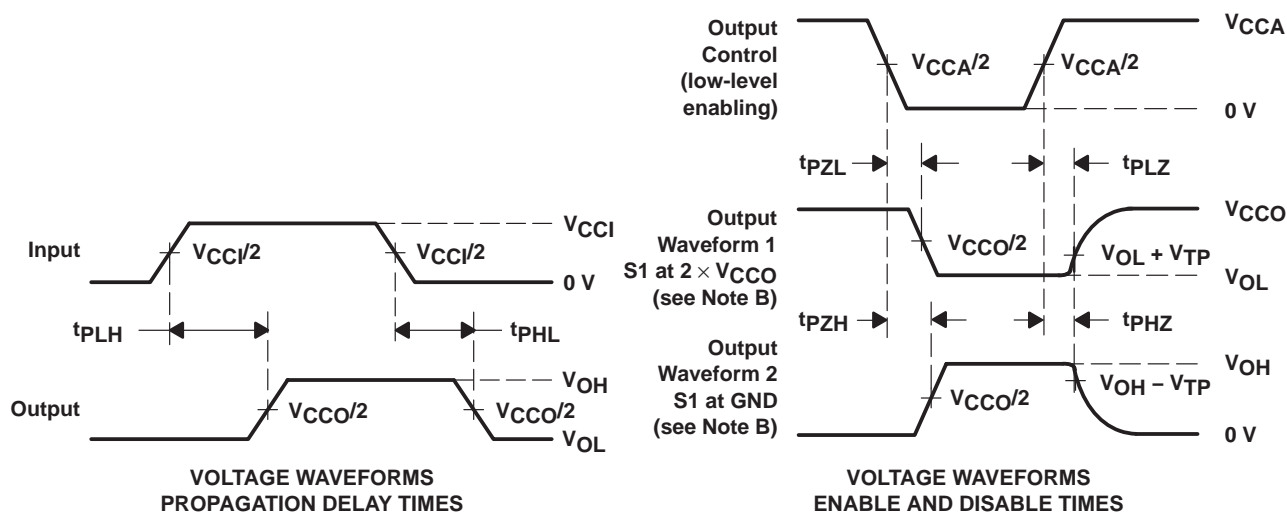 Input
VCCI/2
VCCI/2
VCCI
0 V
tPLH
tPHL
Output
VCCO/2
VCCO/2
VOH
VOL
VOLTAGE WAVEFORMS
PROPAGATION DELAY TIMES
Output
Control
(low-level
enabling)
VCCA/2
VCCA/2
VCCA
0 V
tPZL
tPLZ
Output
Waveform 1
S1 at 2 × VCCO
(see Note B)
VCCO/2
VCCO
VOL + VTP
VOL
tPZH
tPHZ
Output
Waveform 2
S1 at GND
(see Note B)
VCCO/2
VOH
VOH − VTP
0 V
VOLTAGE WAVEFORMS
ENABLE AND DISABLE TIMES